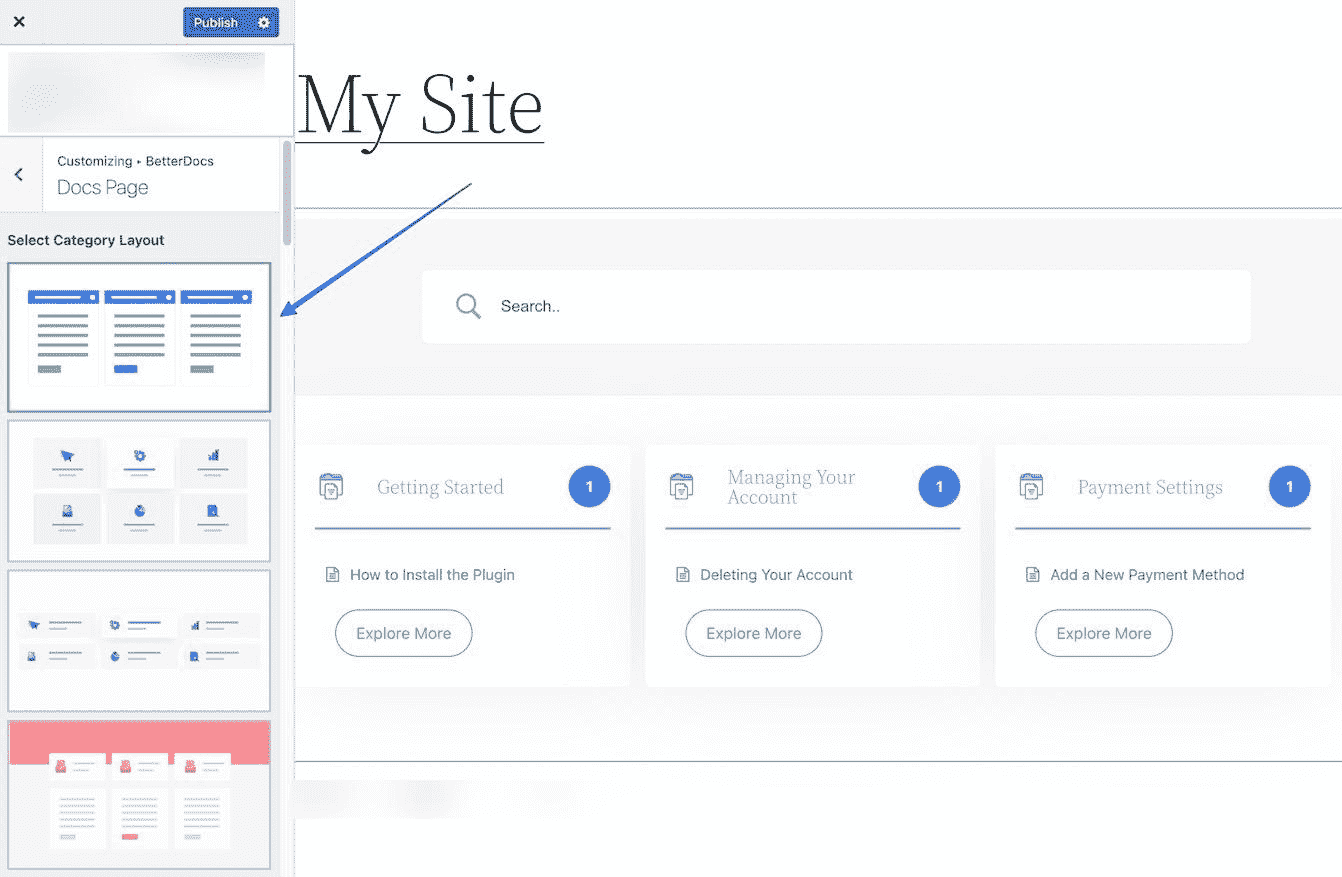 Publish
My Site
Customizing • BetterDocs
Docs Page
Select Category Layout
Search..
Getting Started
1
Managing Your
Account
1
Payment Settings
1
How to Install the Plugin
Deleting Your Account
Add a New Payment Method
Explore More
Explore More
Explore More